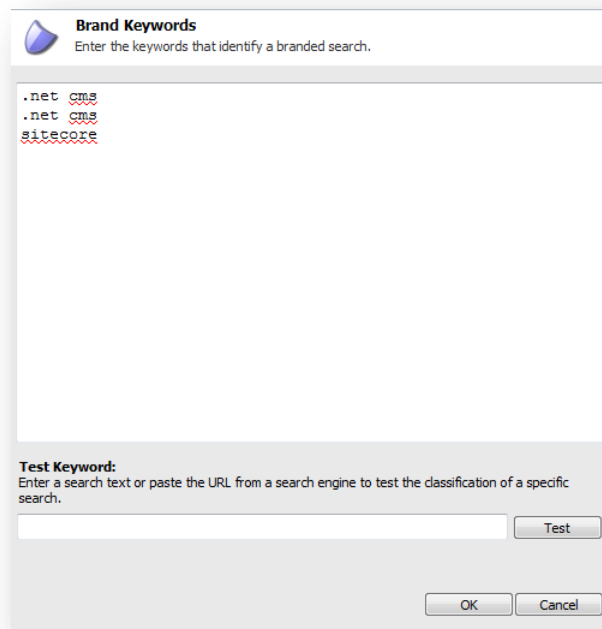 Brand Keywords
Enter the keywords that identify a branded search.
.net cms
.net cms
sitecore
Test Keyword:
Enter a search text or paste the URL from a search engine to test the classification of a specific
search.
Test
OK
Cancel